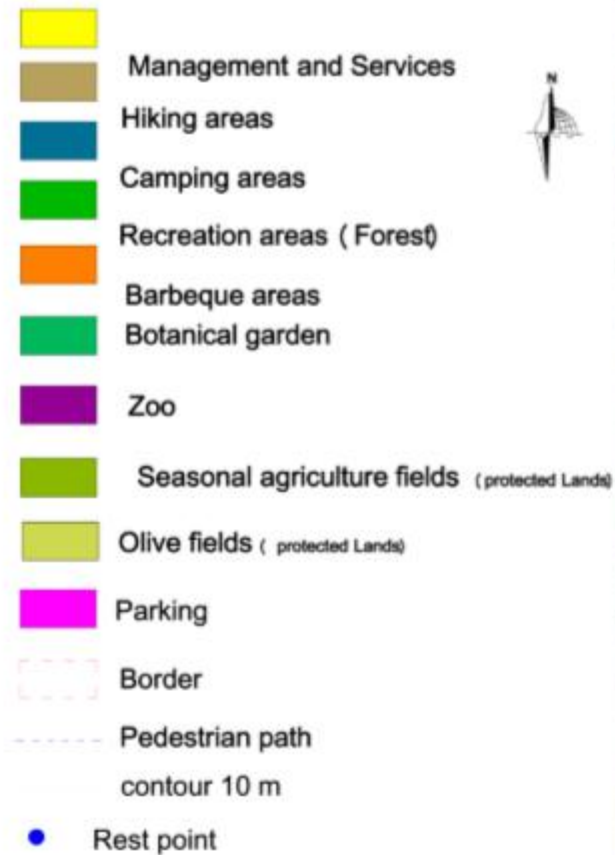 N
Management and Services
Hiking areas
Camping areas
Recreation areas ( Forest)
Barbeque areas
Botanical garden
Zoo
Seasonal agriculture fields ( protected Lands)
Olive fields ( protected Lands)
Parking
Border
Pedestrian path
contour 10 m
Rest point